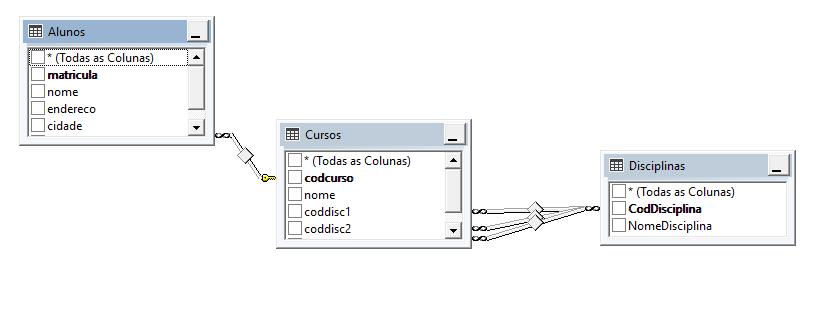 Alunos
* (Todas as Colunas)
matricula
nome
endereco
cidade
Cursos
* (Todas as Colunas)
codcurso
nome
coddisc1
coddisc2
Disciplinas
* (Todas as Colunas)
CodDisciplina
NomeDisciplina